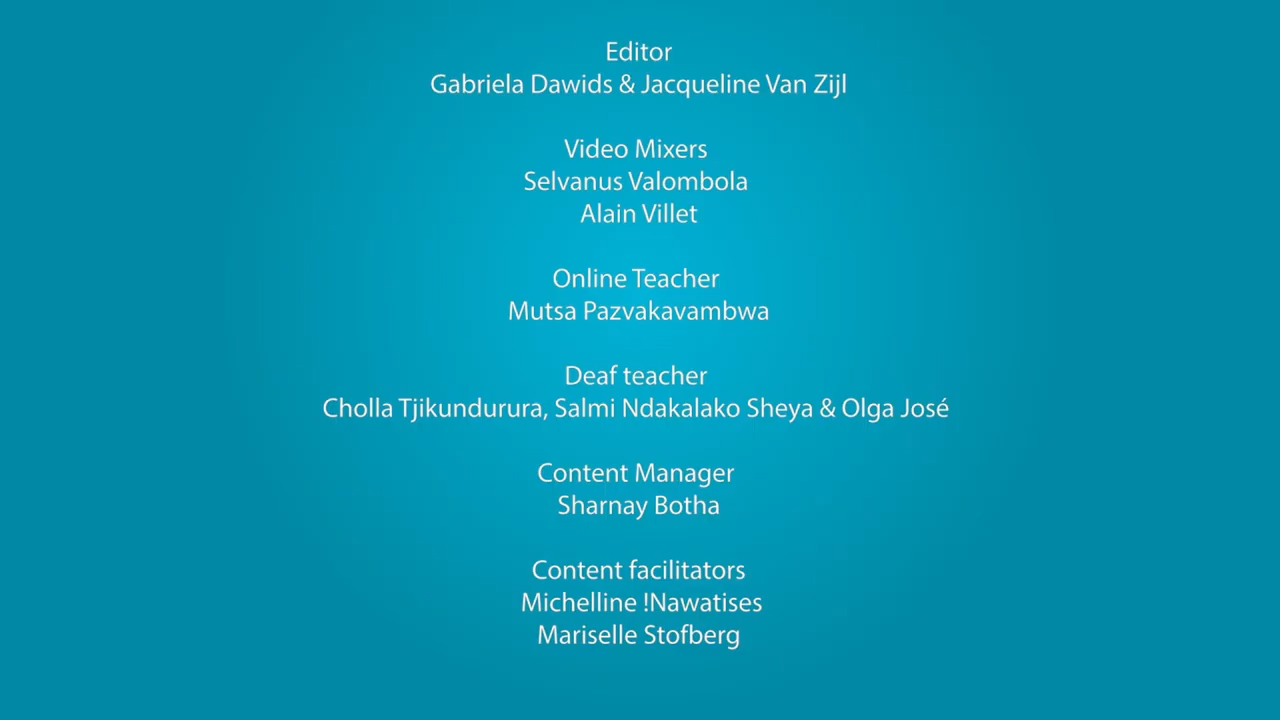 Editor
Gabriela Dawids & Jacqueline Van Zijl
Video Mixers
Selvanus Valombola
Alain Villet
Online Teacher
Mutsa Pazvakavambwa
Deaf teacher
Cholla Tjikundurura, Salmi Ndakalako Sheya & Olga José
Content Manager
Sharnay Botha
Content facilitators
Michelline !Nawatises
Mariselle Stofberg